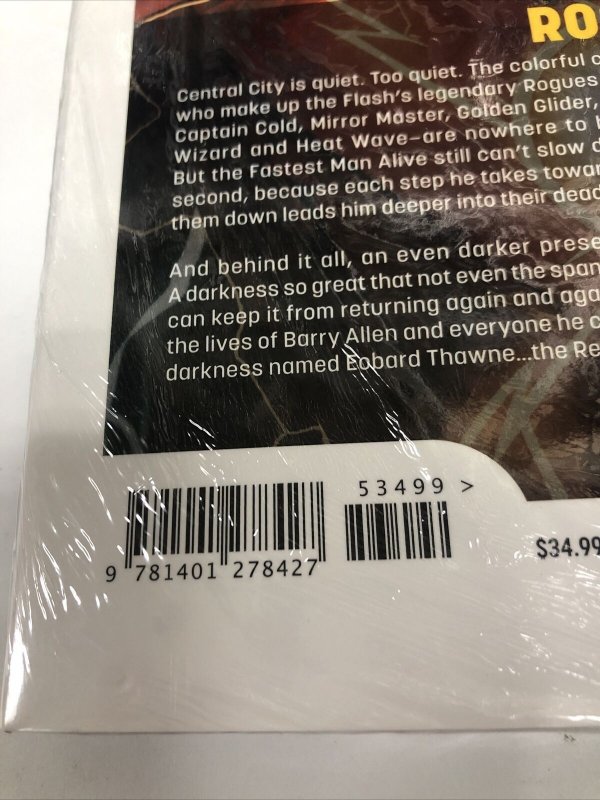 RO
Central City is quiet. Too quiet. The colorful c
who make up the Flash's legendary Rogues
Captain Cold, Mirror Master, Golden Glider,
Wizard and Heat Wave—are nowhere to
But the Fastest Man Alive still can't slow d
second, because each step he takes towar
them down leads him deeper into their dead
And behind it all, an even darker prese
A darkness so great that not even the span
can keep it from returning again and aga
the lives of Barry Allen and everyone he c
darkness named Eobard Thawne...the Re
53499 >
9 781401 278427
$34.99